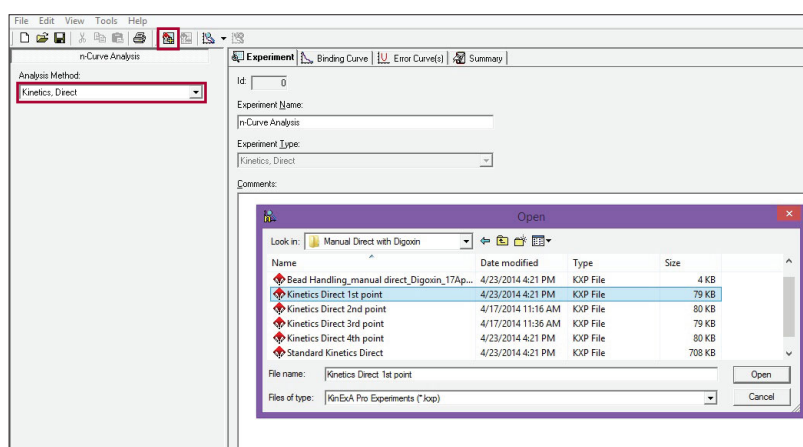 File Edit View Tools Help
n-Curve Analysis
Analysis Method:
Kinetics, Direct
Experiment Binding Curve Error Curve(s) Summary
Id: 0
Experiment Name:
n-Curve Analysis
Experiment Type:
Kinetics, Direct
Comments:
Open
Look in: Manual Direct with Digoxin
Name Date modified Type Size
Bead Handling_manual direct_Digoxin_17Ap... 4/23/2014 4:21 PM KXP File 4 KB
Kinetics Direct 1st point 4/23/2014 4:21 PM KXP File 79 KB
Kinetics Direct 2nd point 4/17/2014 11:16 AM KXP File 80 KB
Kinetics Direct 3rd point 4/17/2014 11:36 AM KXP File 79 KB
Kinetics Direct 4th point 4/23/2014 4:21 PM KXP File 80 KB
Standard Kinetics Direct 4/23/2014 4:21 PM KXP File 708 KB
File name: Kinetics Direct 1st point Open
Files of type: KinExA Pro Experiments (*.kxp) Cancel